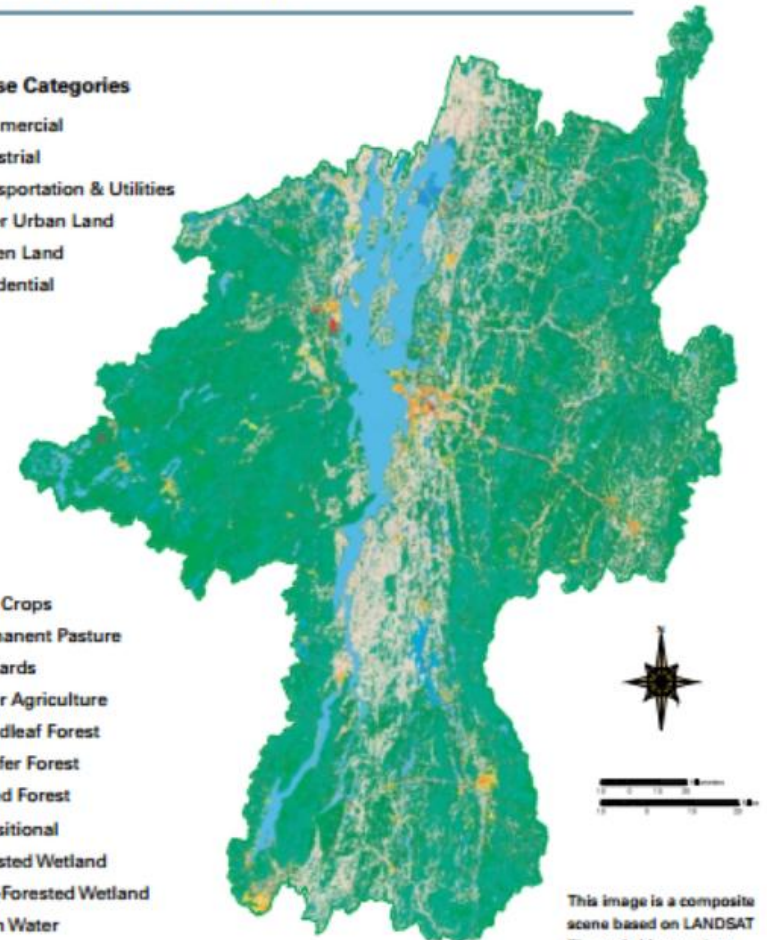 se Categories
mercial
strial
sportation & Utilities
r Urban Land
en Land
dential
Crops
manent Pasture
ards
r Agriculture
dleaf Forest
fer Forest
d Forest
sitional
sted Wetland
-Forested Wetland
n Water
N
This image is a composite
scene based on LANDSAT